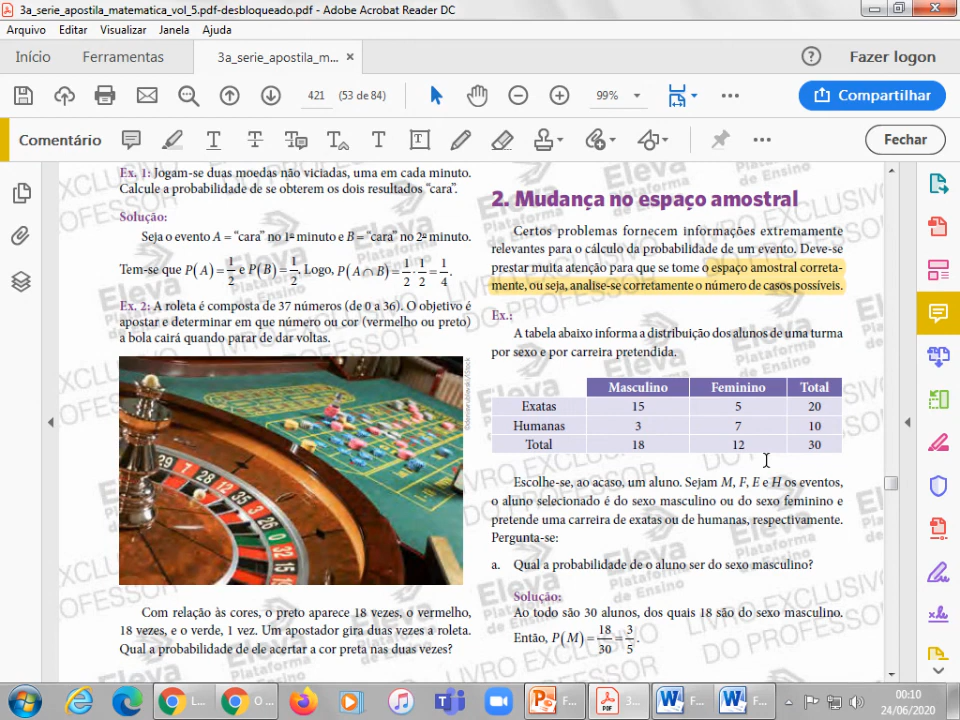 3a_serie_apostila_matematica_vol_5.pdf-desbloqueado.pdf - Adobe Acrobat Reader DC
Arquivo Editar Visualizar Janela Ajuda
Início Ferramentas 3a_serie_apostila_m... × Fazer logon
421 (53 de 84) 99% Compartilhar
Comentário Fechar
Ex. 1: Jogam-se duas moedas não viciadas, uma em cada minuto.
Calcule a probabilidade de se obterem os dois resultados “cara”.
Solução:
Seja o evento A = “cara” no 1º minuto e B = “cara” no 2º minuto.
Tem-se que P(A) = 1/2 e P(B) = 1/2. Logo, P(A ∩ B) = 1/2 · 1/2 = 1/4.
Ex. 2: A roleta é composta de 37 números (de 0 a 36). O objetivo é
apostar e determinar em que número ou cor (vermelho ou preto)
a bola cairá quando parar de dar voltas.
Com relação às cores, o preto aparece 18 vezes, o vermelho,
18 vezes, e o verde, 1 vez. Um apostador gira duas vezes a roleta.
Qual a probabilidade de ele acertar a cor preta nas duas vezes?
2. Mudança no espaço amostral
Certos problemas fornecem informações extremamente
relevantes para o cálculo da probabilidade de um evento. Deve-se
prestar muita atenção para que se tome o espaço amostral correta-
mente, ou seja, analise-se corretamente o número de casos possíveis.
Ex.:
A tabela abaixo informa a distribuição dos alunos de uma turma
por sexo e por carreira pretendida.
Masculino Feminino Total
Exatas 15 5 20
Humanas 3 7 10
Total 18 12 30
Escolhe-se, ao acaso, um aluno. Sejam M, F, E e H os eventos,
o aluno selecionado é do sexo masculino ou do sexo feminino e
pretende uma carreira de exatas ou de humanas, respectivamente.
Pergunta-se:
a. Qual a probabilidade de o aluno ser do sexo masculino?
Solução:
Ao todo são 30 alunos, dos quais 18 são do sexo masculino.
Então, P(M) = 18/30 = 3/5.
LIVRO EXCLUSIVO
DO PROFESSOR
Eleva
Plataforma
de Ensino
L... O ... F... 3... F... F...
00:10
24/06/2020